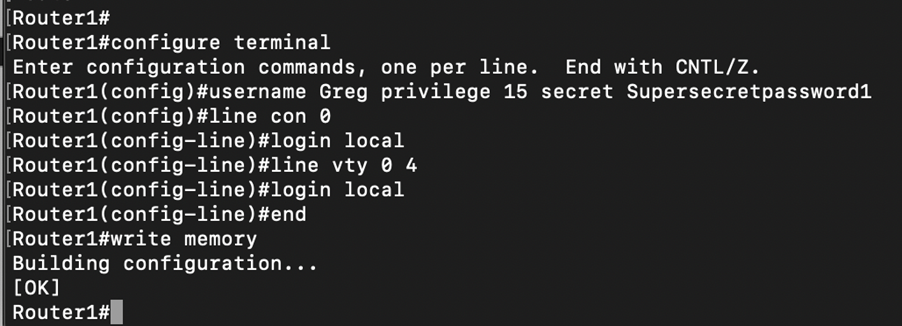 [Router1#
[Router1#configure terminal
Enter configuration commands, one per line.  End with CNTL/Z.
[Router1(config)#username Greg privilege 15 secret Supersecretpassword1
[Router1(config)#line con 0
[Router1(config-line)#login local
[Router1(config-line)#line vty 0 4
[Router1(config-line)#login local
[Router1(config-line)#end
[Router1#write memory
Building configuration...
[OK]
Router1#